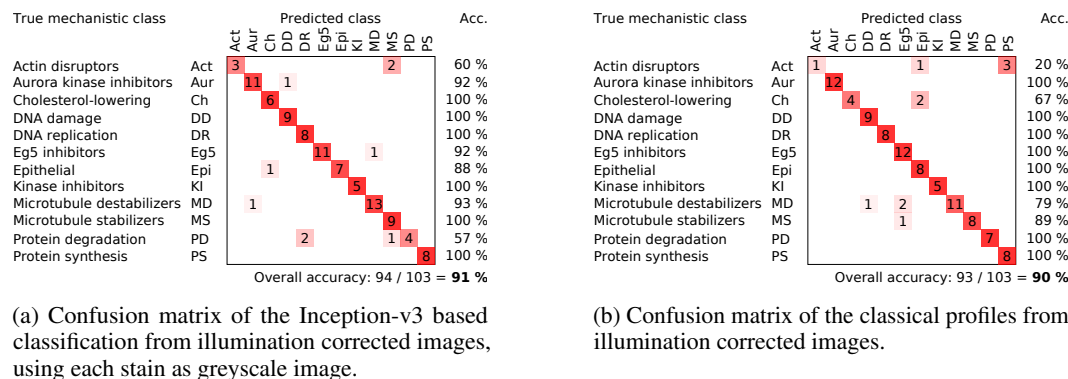 True mechanistic class Predicted class Acc.
Act Aur Ch DD DR Eg5 Epi KI MD MS PD PS
Actin disruptors Act 3 2 60 %
Aurora kinase inhibitors Aur 11 1 92 %
Cholesterol-lowering Ch 6 100 %
DNA damage DD 9 100 %
DNA replication DR 8 100 %
Eg5 inhibitors Eg5 11 1 92 %
Epithelial Epi 1 7 88 %
Kinase inhibitors KI 5 100 %
Microtubule destabilizers MD 1 13 93 %
Microtubule stabilizers MS 9 100 %
Protein degradation PD 2 1 4 57 %
Protein synthesis PS 8 100 %
Overall accuracy: 94 / 103 = 91 %
(a) Confusion matrix of the Inception-v3 based
classification from illumination corrected images,
using each stain as greyscale image.
True mechanistic class Predicted class Acc.
Act Aur Ch DD DR Eg5 Epi KI MD MS PD PS
Actin disruptors Act 1 1 3 20 %
Aurora kinase inhibitors Aur 12 100 %
Cholesterol-lowering Ch 4 2 67 %
DNA damage DD 9 100 %
DNA replication DR 8 100 %
Eg5 inhibitors Eg5 12 100 %
Epithelial Epi 8 100 %
Kinase inhibitors KI 5 100 %
Microtubule destabilizers MD 1 2 11 79 %
Microtubule stabilizers MS 1 8 89 %
Protein degradation PD 7 100 %
Protein synthesis PS 8 100 %
Overall accuracy: 93 / 103 = 90 %
(b) Confusion matrix of the classical profiles from
illumination corrected images.